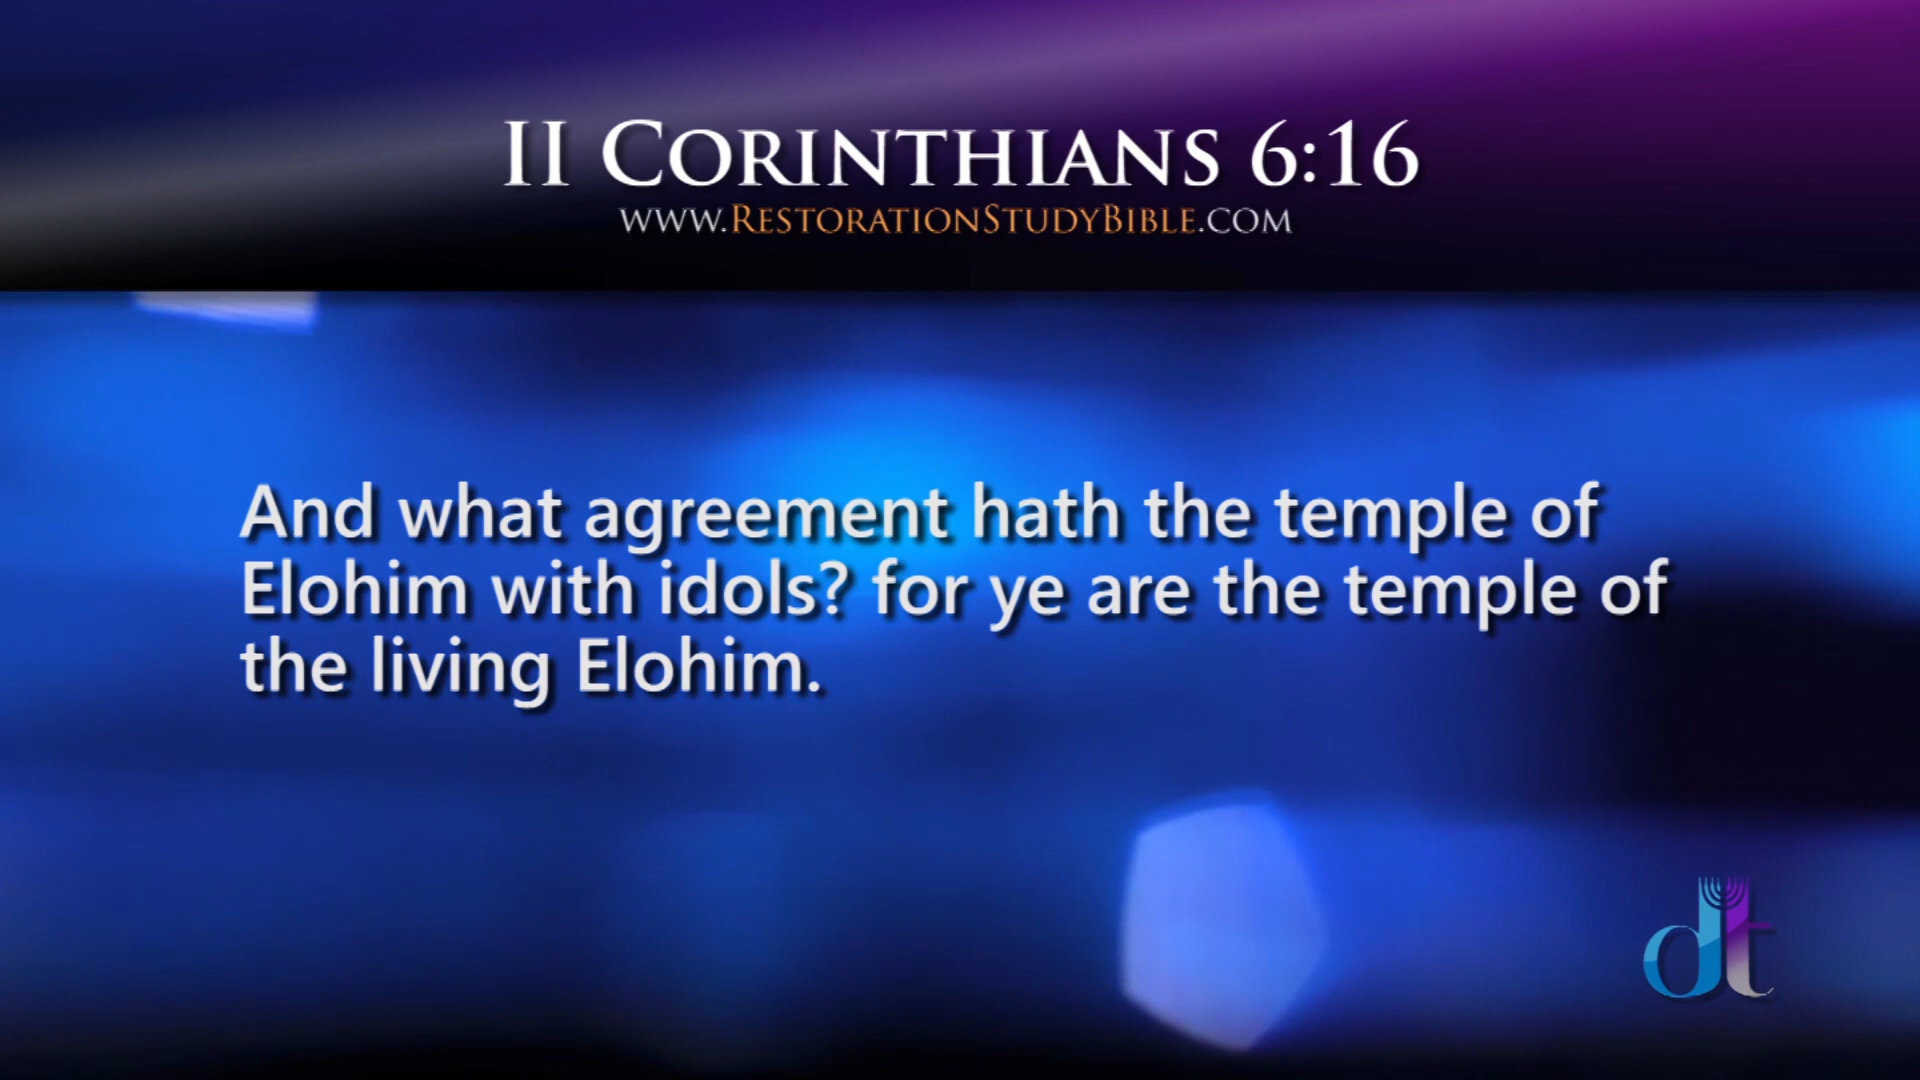 II Corinthians 6:16
www.RestorationStudyBible.com
And what agreement hath the temple of
Elohim with idols? for ye are the temple of
the living Elohim.
dt